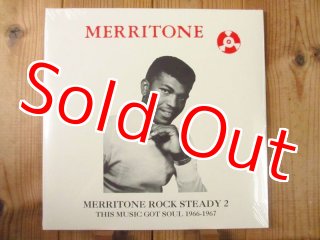 MERRITONE
Sold Out
MERRITONE ROCK STEADY 2
THIS MUSIC GOT SOUL 1966-1967